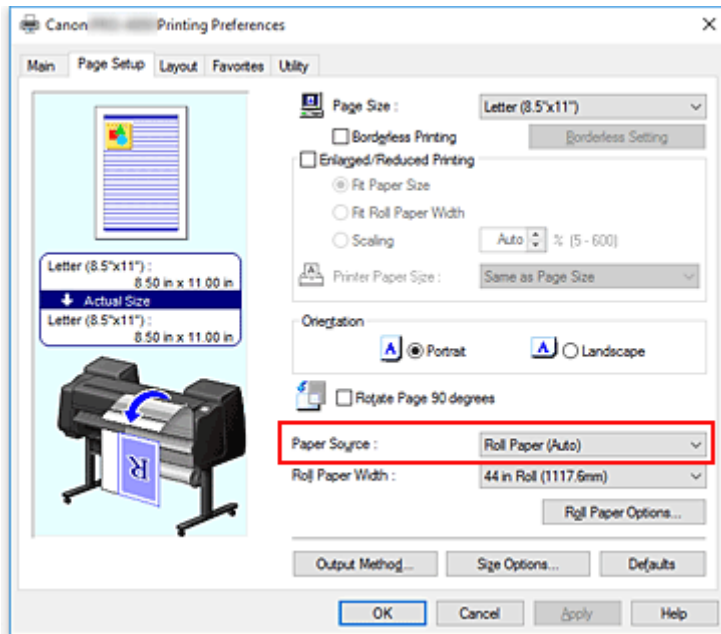 Canon Printing Preferences
Main Page Setup Layout Favorites Utility
Page Size : Letter (8.5"x11")
Borderless Printing Borderless Setting
Enlarged/Reduced Printing
Fit Paper Size
Fit Roll Paper Width
Scaling Auto % (5 - 600)
Printer Paper Size : Same as Page Size
Letter (8.5"x11") :
8.50 in x 11.00 in
Actual Size
Letter (8.5"x11") :
8.50 in x 11.00 in
Orientation
A Portrait A Landscape
Rotate Page 90 degrees
Paper Source : Roll Paper (Auto)
Roll Paper Width : 44 in Roll (1117.6mm)
R
Roll Paper Options...
Output Method... Size Options... Defaults
OK Cancel Apply Help